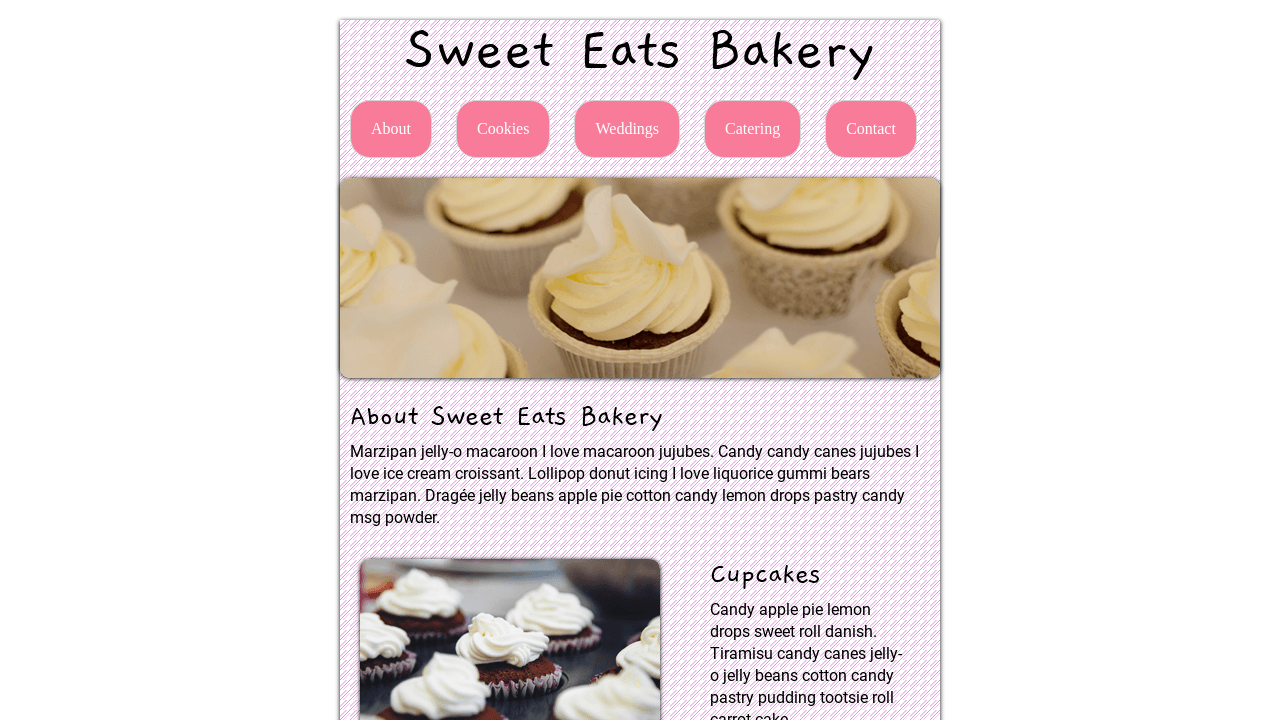 Sweet Eats Bakery
About Cookies Weddings Catering Contact
About Sweet Eats Bakery
Marzipan jelly-o macaroon I love macaroon jujubes. Candy candy canes jujubes I
love ice cream croissant. Lollipop donut icing I love liquorice gummi bears
marzipan. Dragée jelly beans apple pie cotton candy lemon drops pastry candy
msg powder.
Cupcakes
Candy apple pie lemon
drops sweet roll danish.
Tiramisu candy canes jelly-
o jelly beans cotton candy
pastry pudding tootsie roll
carrot cake